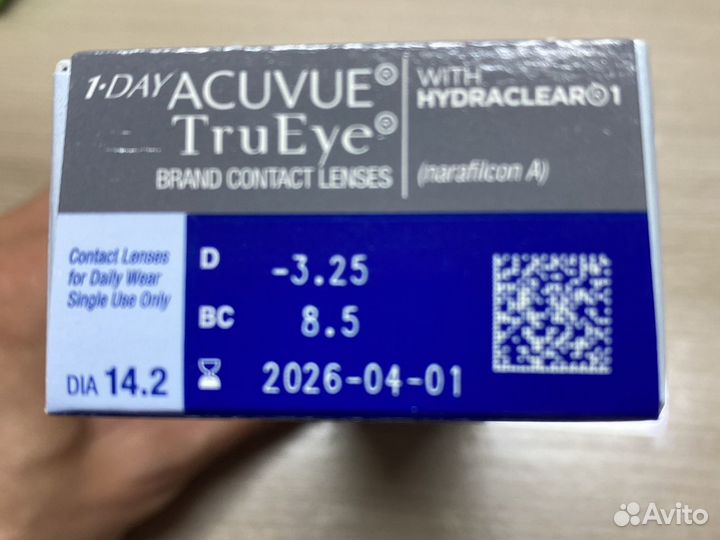 1·DAY ACUVUE®
TruEye®
BRAND CONTACT LENSES
WITH
HYDRACLEAR® 1
(narafilcon A)
Contact Lenses
for Daily Wear
Single Use Only
DIA 14.2
D -3.25
BC 8.5
2026-04-01
Avito